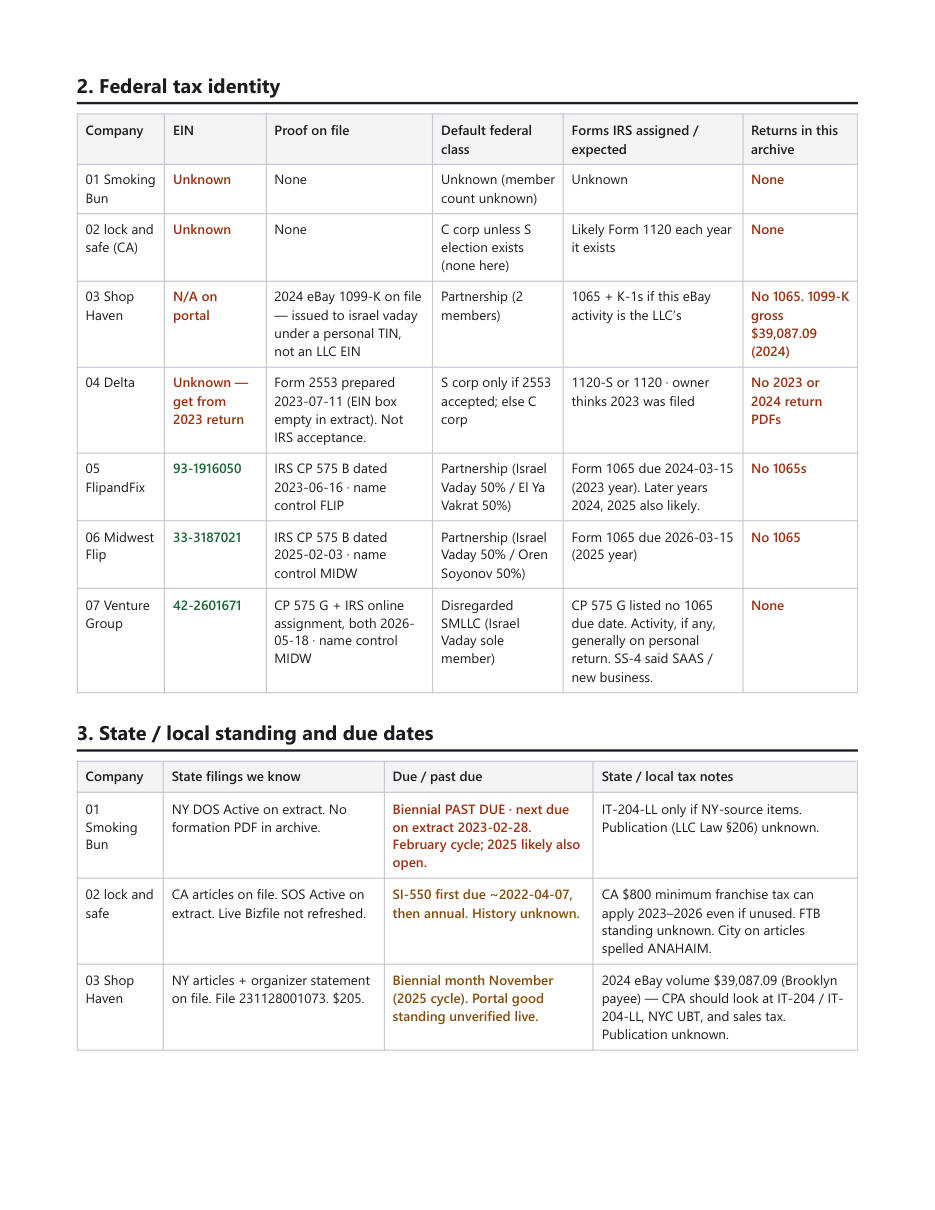 2. Federal tax identity
Company EIN Proof on file Default federal class Forms IRS assigned / expected Returns in this archive
01 Smoking Bun Unknown None Unknown (member count unknown) Unknown None
02 lock and safe (CA) Unknown None C corp unless S election exists (none here) Likely Form 1120 each year it exists None
03 Shop Haven N/A on portal 2024 eBay 1099-K on file — issued to israel vaday under a personal TIN, not an LLC EIN Partnership (2 members) 1065 + K-1s if this eBay activity is the LLC’s No 1065. 1099-K gross $39,087.09 (2024)
04 Delta Unknown — get from 2023 return Form 2553 prepared 2023-07-11 (EIN box empty in extract). Not IRS acceptance. S corp only if 2553 accepted; else C corp 1120-S or 1120 · owner thinks 2023 was filed No 2023 or 2024 return PDFs
05 FlipandFix 93-1916050 IRS CP 575 B dated 2023-06-16 · name control FLIP Partnership (Israel Vaday 50% / El Ya Vakrat 50%) Form 1065 due 2024-03-15 (2023 year). Later years 2024, 2025 also likely. No 1065s
06 Midwest Flip 33-3187021 IRS CP 575 B dated 2025-02-03 · name control MIDW Partnership (Israel Vaday 50% / Oren Soyonov 50%) Form 1065 due 2026-03-15 (2025 year) No 1065
07 Venture Group 42-2601671 CP 575 G + IRS online assignment, both 2026-05-18 · name control MIDW Disregarded SMLLC (Israel Vaday sole member) CP 575 G listed no 1065 due date. Activity, if any, generally on personal return. SS-4 said SAAS / new business. None
3. State / local standing and due dates
Company State filings we know Due / past due State / local tax notes
01 Smoking Bun NY DOS Active on extract. No formation PDF in archive. Biennial PAST DUE · next due on extract 2023-02-28. February cycle; 2025 likely also open. IT-204-LL only if NY-source items. Publication (LLC Law §206) unknown.
02 lock and safe CA articles on file. SOS Active on extract. Live Bizfile not refreshed. SI-550 first due ~2022-04-07, then annual. History unknown. CA $800 minimum franchise tax can apply 2023–2026 even if unused. FTB standing unknown. City on articles spelled ANAHAIM.
03 Shop Haven NY articles + organizer statement on file. File 231128001073. $205. Biennial month November (2025 cycle). Portal good standing unverified live. 2024 eBay volume $39,087.09 (Brooklyn payee) — CPA should look at IT-204 / IT-204-LL, NYC UBT, and sales tax. Publication unknown.